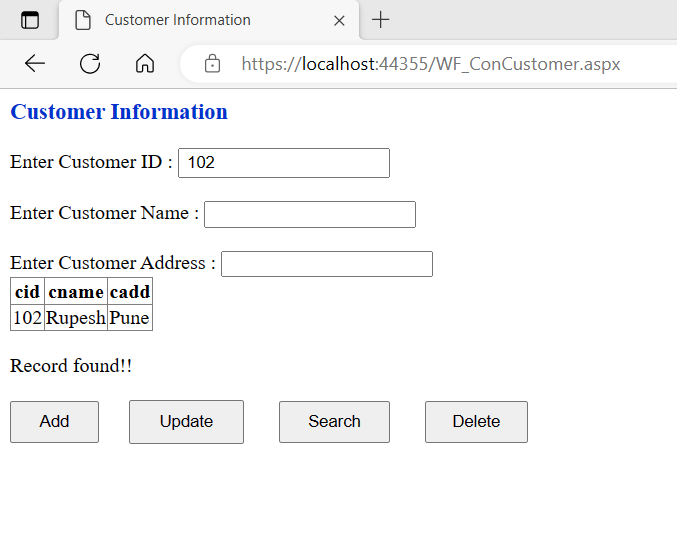 Customer Information
https://localhost:44355/WF_ConCustomer.aspx
Customer Information
Enter Customer ID : 102
Enter Customer Name :
Enter Customer Address :
cid cname cadd
102 Rupesh Pune
Record found!!
Add Update Search Delete